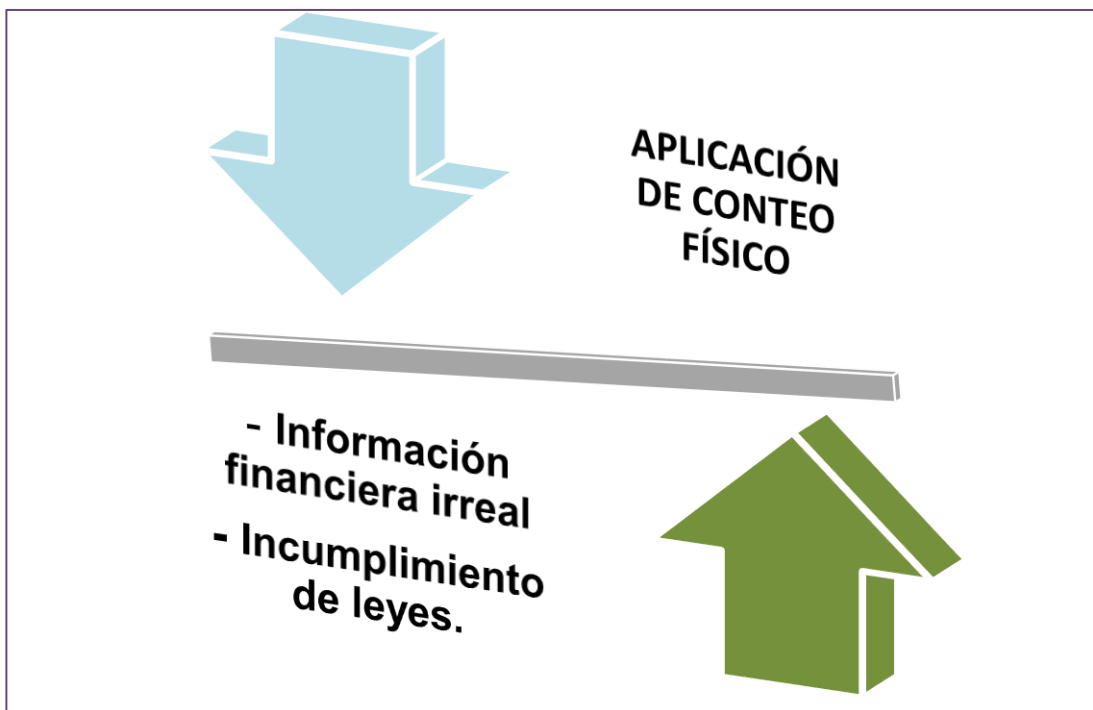 APLICACIÓN
DE CONTEO
FÍSICO
- Información
financiera irreal
- Incumplimiento
de leyes.